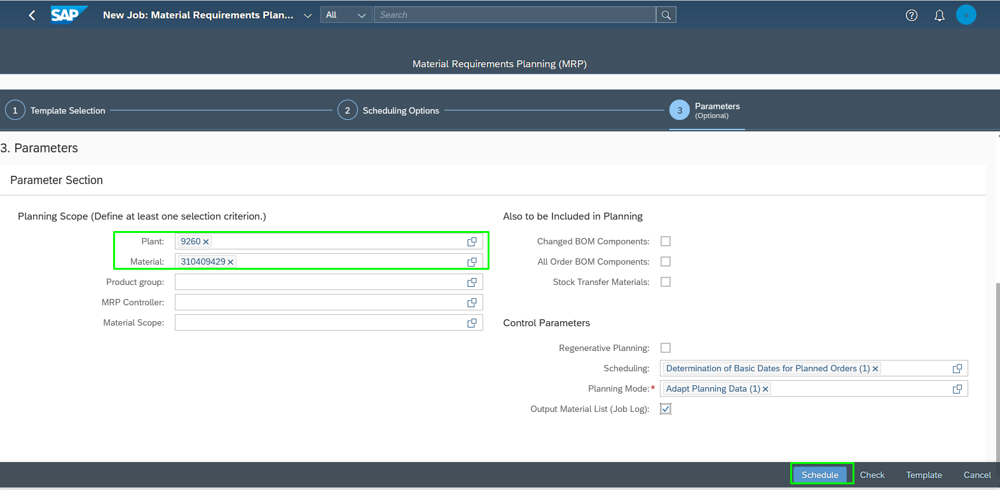 SAP New Job: Material Requirements Plan... All Search a
Material Requirements Planning (MRP)
1 Template Selection 2 Scheduling Options 3 Parameters
(Optional)
3. Parameters
Parameter Section
Planning Scope (Define at least one selection criterion.)
Plant: 9260
Material: 310409429
Product group:
MRP Controller:
Material Scope:
Also to be Included in Planning
Changed BOM Components:
All Order BOM Components:
Stock Transfer Materials:
Control Parameters
Regenerative Planning:
Scheduling: Determination of Basic Dates for Planned Orders (1)
Planning Mode:* Adapt Planning Data (1)
Output Material List (Job Log):
Schedule Check Template Cancel